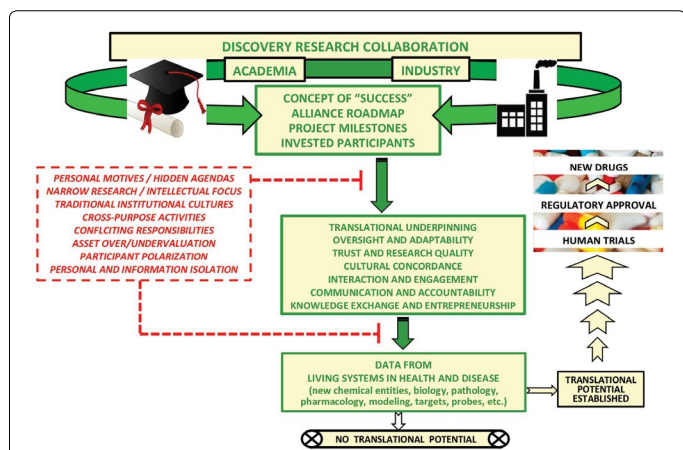 DISCOVERY RESEARCH COLLABORATION
ACADEMIA
INDUSTRY
CONCEPT OF “SUCCESS”
ALLIANCE ROADMAP
PROJECT MILESTONES
INVESTED PARTICIPANTS
PERSONAL MOTIVES / HIDDEN AGENDAS
NARROW RESEARCH / INTELLECTUAL FOCUS
TRADITIONAL INSTITUTIONAL CULTURES
CROSS-PURPOSE ACTIVITIES
CONFLCITING RESPONSIBILITIES
ASSET OVER/UNDERVALUATION
PARTICIPANT POLARIZATION
PERSONAL AND INFORMATION ISOLATION
TRANSLATIONAL UNDERPINNING
OVERSIGHT AND ADAPTABILITY
TRUST AND RESEARCH QUALITY
CULTURAL CONCORDANCE
INTERACTION AND ENGAGEMENT
COMMUNICATION AND ACCOUNTABILITY
KNOWLEDGE EXCHANGE AND ENTREPRENEURSHIP
NEW DRUGS
REGULATORY APPROVAL
HUMAN TRIALS
DATA FROM
LIVING SYSTEMS IN HEALTH AND DISEASE
(new chemical entities, biology, pathology,
pharmacology, modeling, targets, probes, etc.)
TRANSLATIONAL
POTENTIAL
ESTABLISHED
NO TRANSLATIONAL POTENTIAL